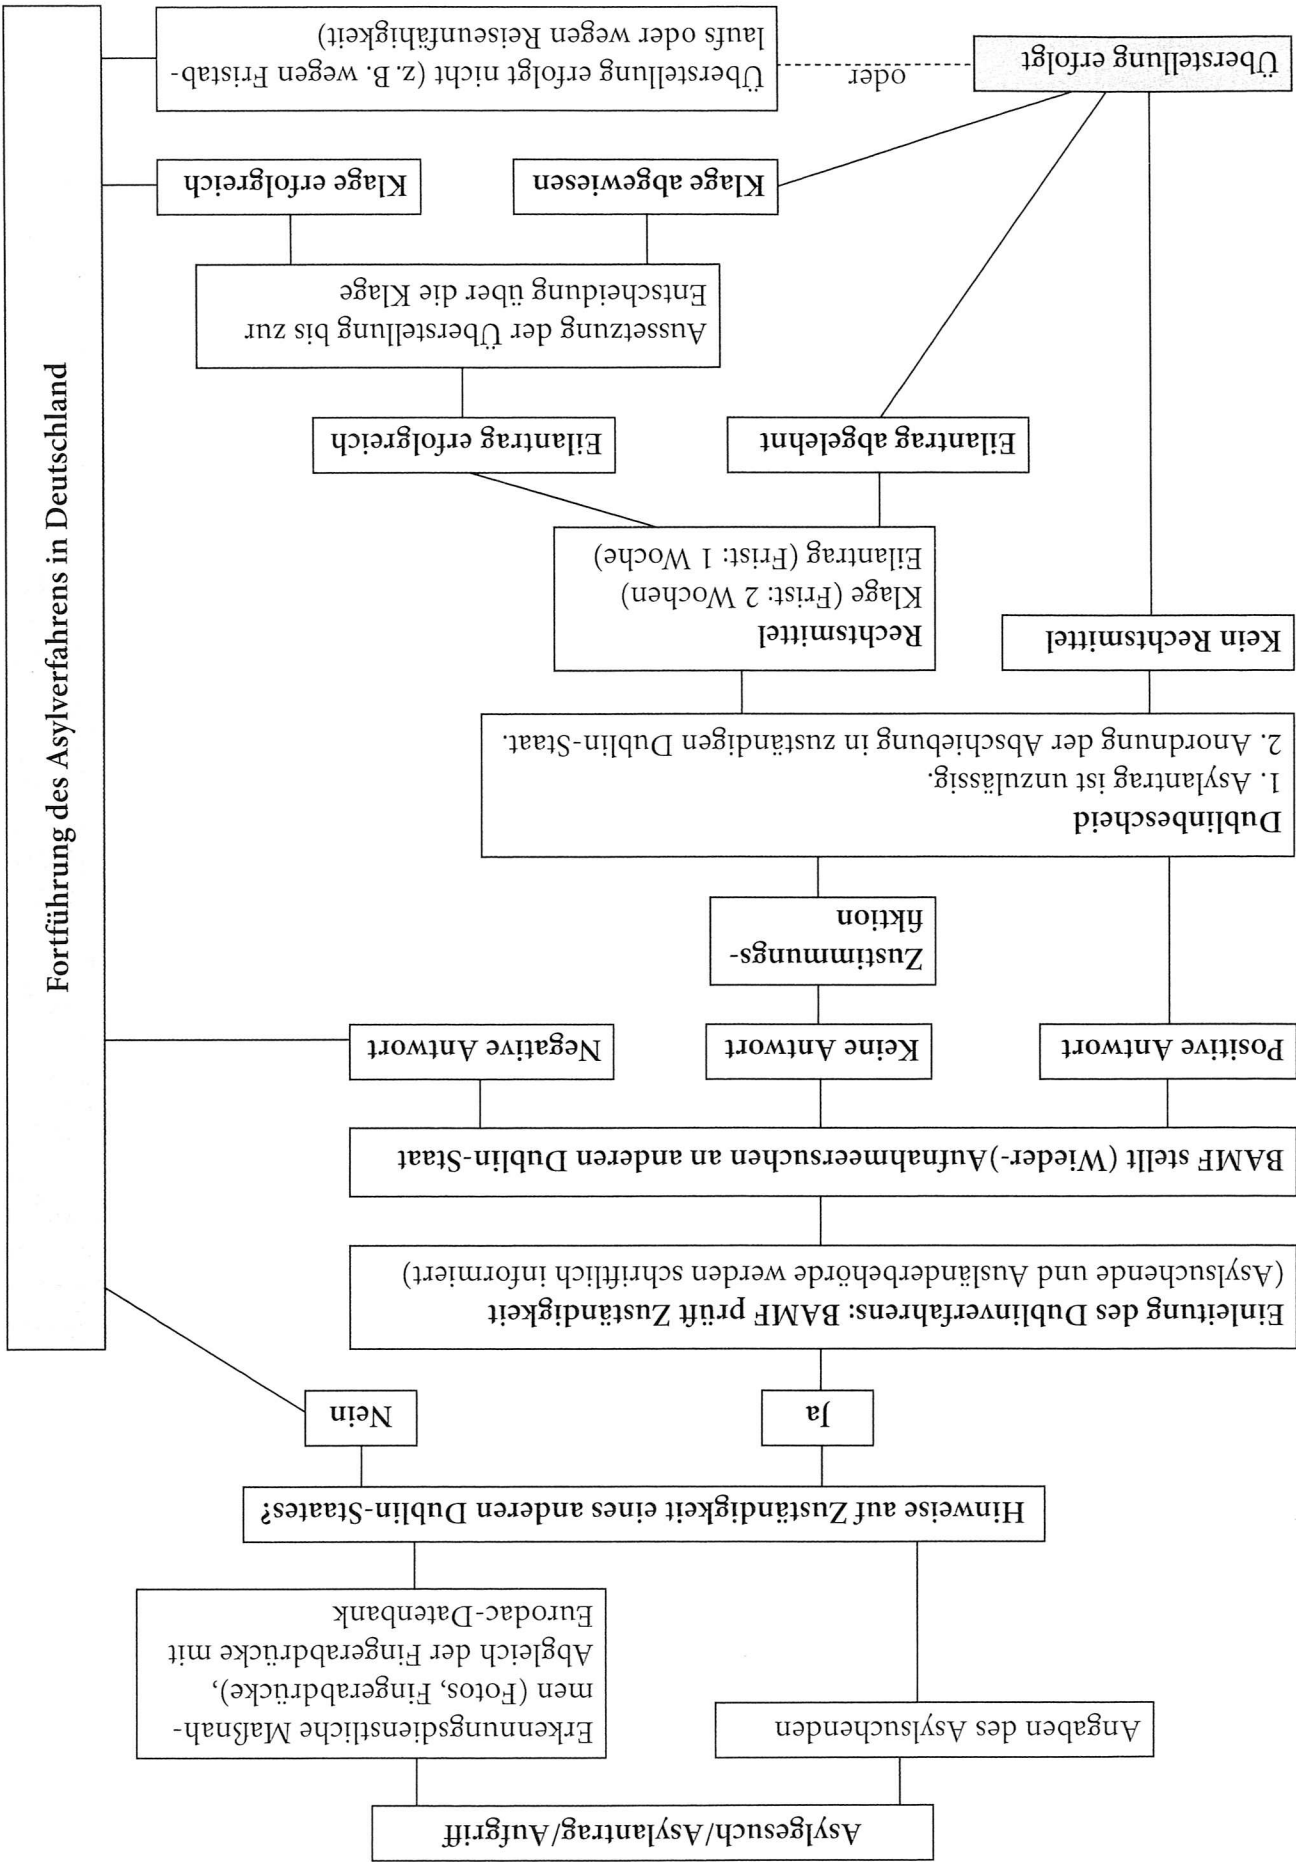 Asylgesuch/Asylantrag/Aufgriff
Angaben des Asylsuchenden
Erkennungsdienstliche Maßnah-
men (Fotos, Fingerabdrücke),
Abgleich der Fingerabdrücke mit
Eurodac-Datenbank
Hinweise auf Zuständigkeit eines anderen Dublin-Staates?
Ja
Nein
Einleitung des Dublinverfahrens: BAMF prüft Zuständigkeit
(Asylsuchende und Ausländerbehörde werden schriftlich informiert)
BAMF stellt (Wieder-)Aufnahmeersuchen an anderen Dublin-Staat
Positive Antwort
Keine Antwort
Negative Antwort
Zustimmungs-
fiktion
Dublinbescheid
1. Asylantrag ist unzulässig.
2. Anordnung der Abschiebung in zuständigen Dublin-Staat.
Kein Rechtsmittel
Rechtsmittel
Klage (Frist: 2 Wochen)
Eilantrag (Frist: 1 Woche)
Eilantrag abgelehnt
Eilantrag erfolgreich
Aussetzung der Überstellung bis zur
Entscheidung über die Klage
Klage abgewiesen
Klage erfolgreich
Überstellung erfolgt
oder
Überstellung erfolgt nicht (z. B. wegen Fristab-
laufs oder wegen Reiseunfähigkeit)
Fortführung des Asylverfahrens in Deutschland